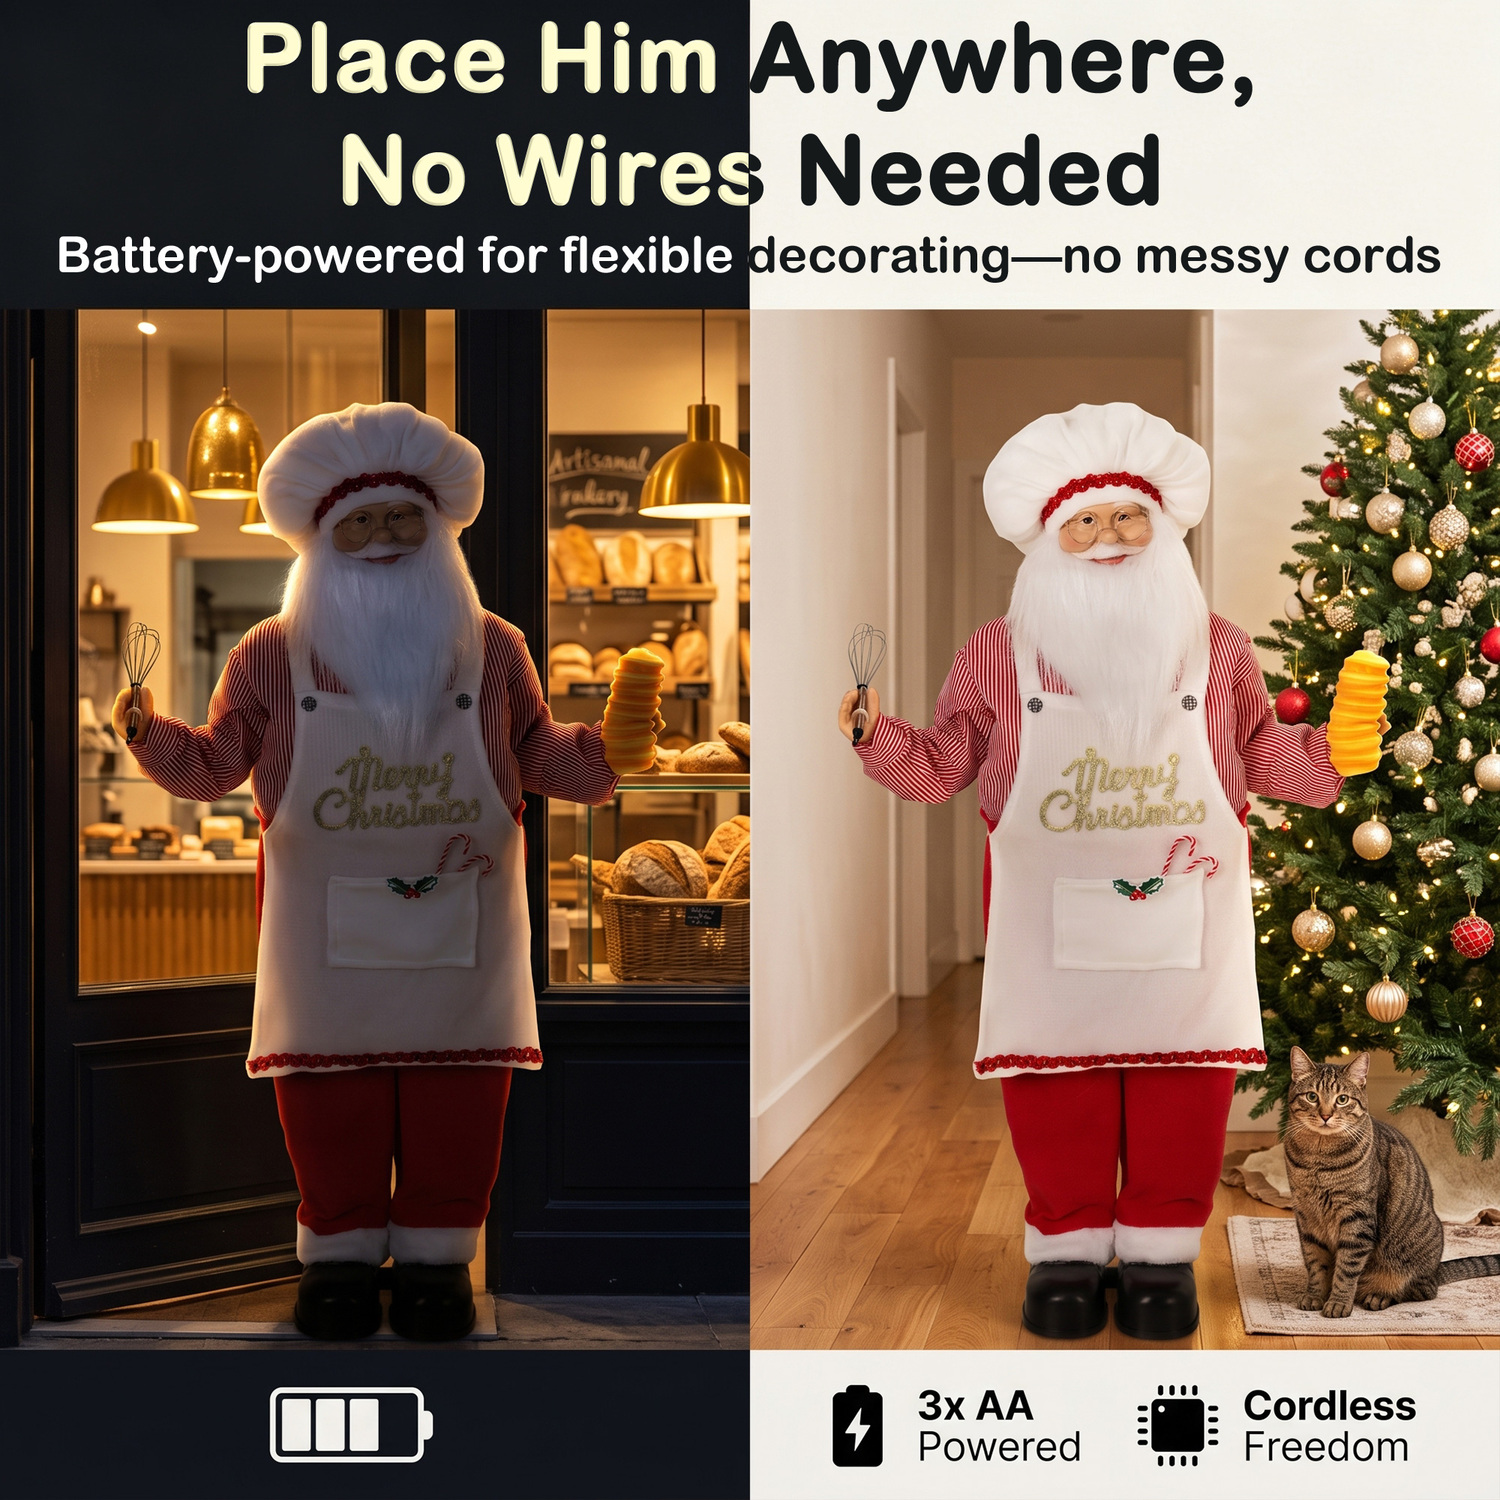 Place Him Anywhere,
No Wires Needed
Battery-powered for flexible decorating—no messy cords
Artisanal
Merry
Christmas
Merry
Christmas
3x AA
Powered
Cordless
Freedom